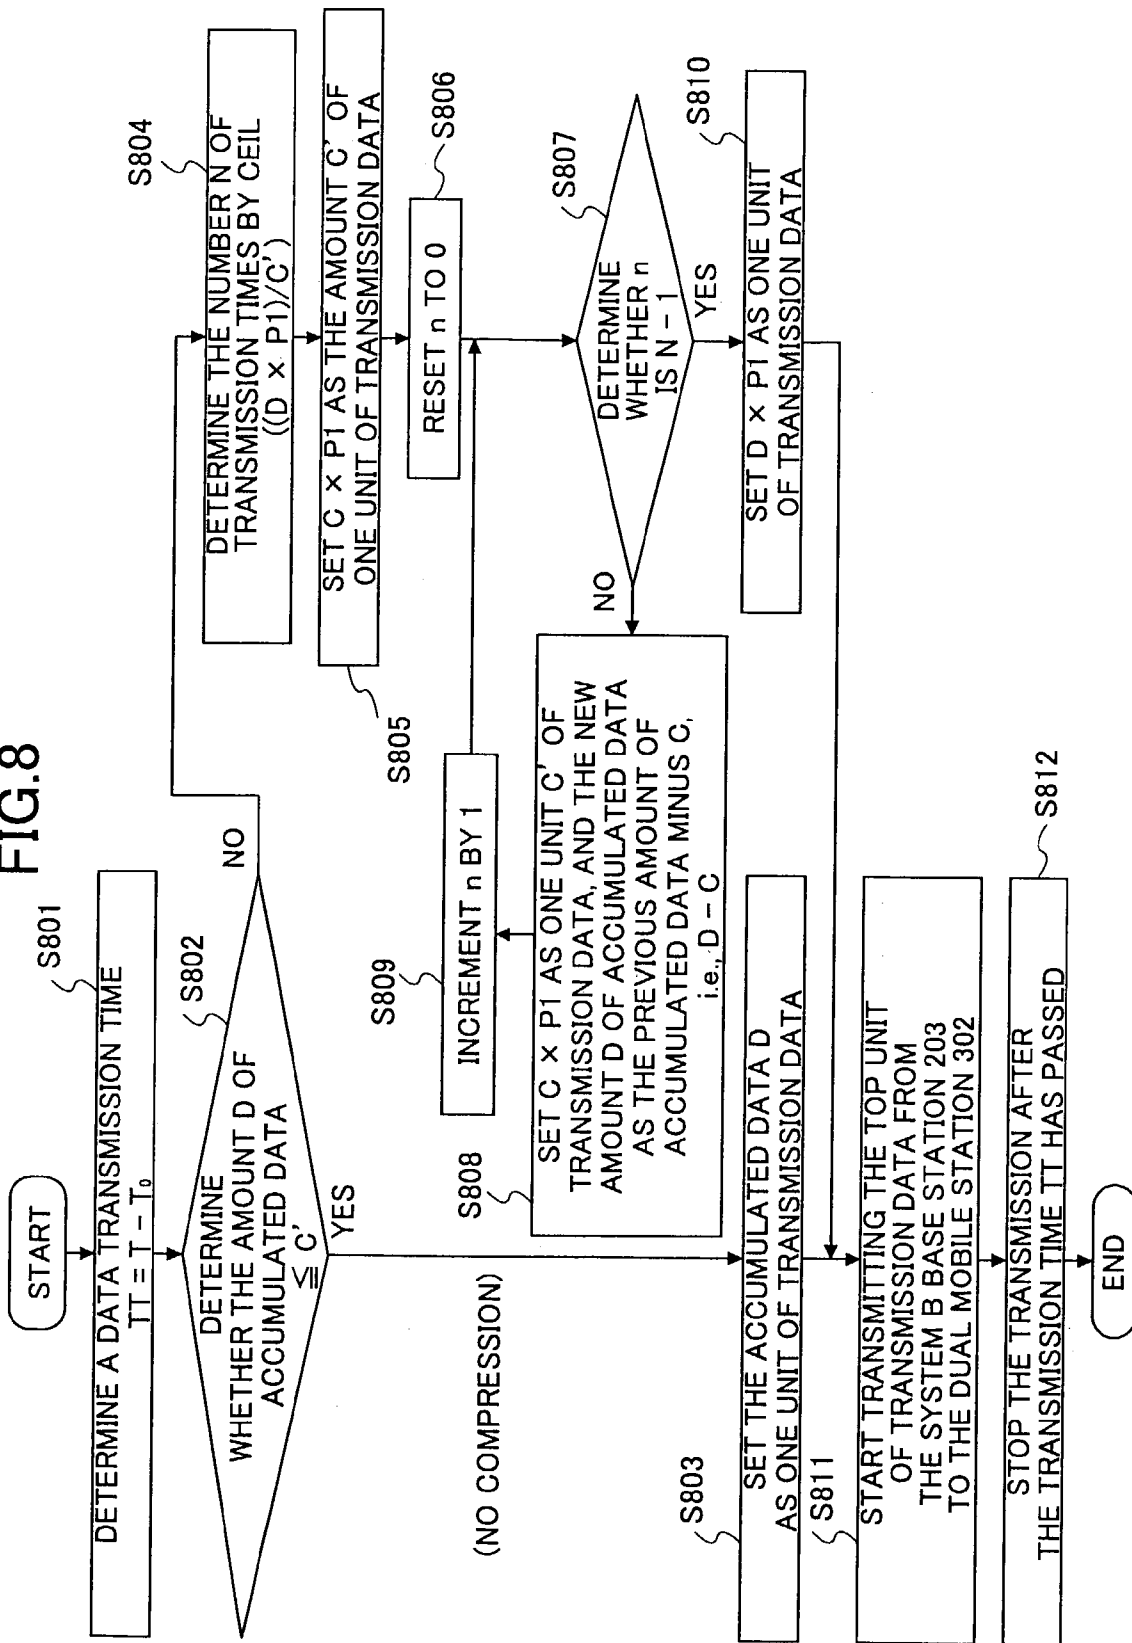 FIG.8
START
S801
DETERMINE A DATA TRANSMISSION TIME
TT = T − T₀
S802
DETERMINE
WHETHER THE AMOUNT D OF
ACCUMULATED DATA
≦ C'
NO
YES
(NO COMPRESSION)
S803
SET THE ACCUMULATED DATA D
AS ONE UNIT OF TRANSMISSION DATA
S804
DETERMINE THE NUMBER N OF
TRANSMISSION TIMES BY CEIL
((D × P1)/C')
S805
SET C × P1 AS THE AMOUNT C' OF
ONE UNIT OF TRANSMISSION DATA
S806
RESET n TO 0
S807
DETERMINE
WHETHER n
IS N − 1
NO
YES
S808
SET C × P1 AS ONE UNIT C' OF
TRANSMISSION DATA, AND THE NEW
AMOUNT D OF ACCUMULATED DATA
AS THE PREVIOUS AMOUNT OF
ACCUMULATED DATA MINUS C,
i.e., D − C
S809
INCREMENT n BY 1
S810
SET D × P1 AS ONE UNIT
OF TRANSMISSION DATA
S811
START TRANSMITTING THE TOP UNIT
OF TRANSMISSION DATA FROM
THE SYSTEM B BASE STATION 203
TO THE DUAL MOBILE STATION 302
S812
STOP THE TRANSMISSION AFTER
THE TRANSMISSION TIME TT HAS PASSED
END